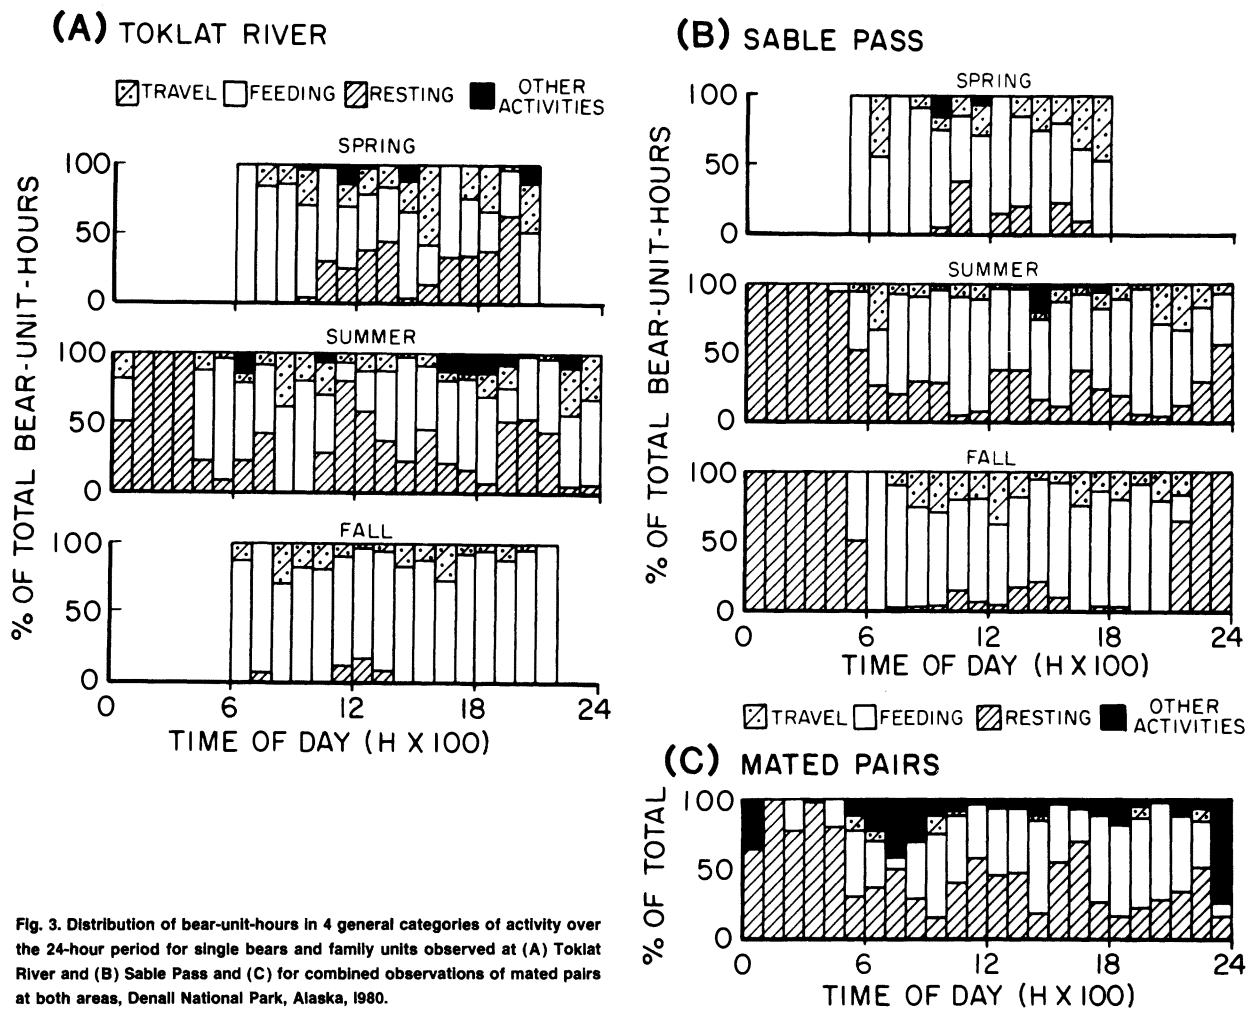 (A) TOKLAT RIVER
TRAVEL FEEDING RESTING OTHER ACTIVITIES
SPRING
100
50
0
SUMMER
100
50
0
FALL
100
50
0
0 6 12 18 24
TIME OF DAY (H X 100)
% OF TOTAL BEAR-UNIT-HOURS
(B) SABLE PASS
SPRING
100
50
0
SUMMER
100
50
0
FALL
100
50
0
0 6 12 18 24
TIME OF DAY (H X 100)
% OF TOTAL BEAR-UNIT-HOURS
TRAVEL FEEDING RESTING OTHER ACTIVITIES
(C) MATED PAIRS
100
50
0
0 6 12 18 24
TIME OF DAY (H X 100)
% OF TOTAL
Fig. 3. Distribution of bear-unit-hours in 4 general categories of activity over
the 24-hour period for single bears and family units observed at (A) Toklat
River and (B) Sable Pass and (C) for combined observations of mated pairs
at both areas, Denali National Park, Alaska, 1980.